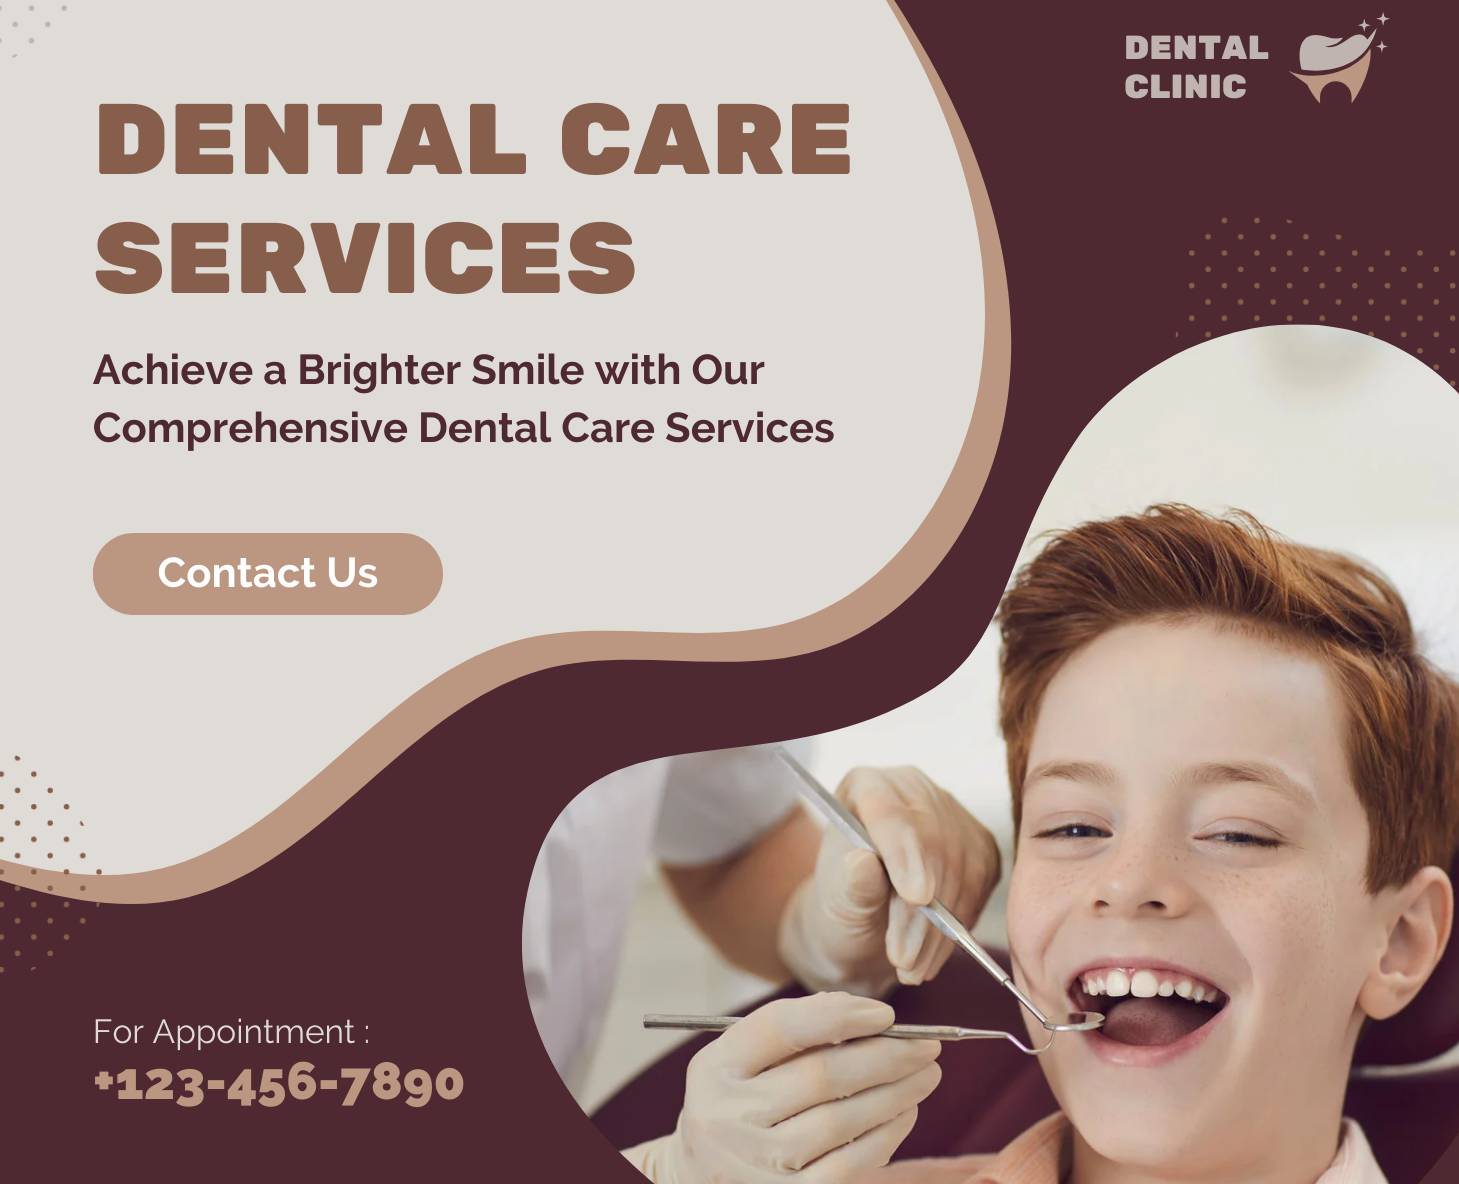 DENTAL
CLINIC
DENTAL CARE
SERVICES
Achieve a Brighter Smile with Our
Comprehensive Dental Care Services
Contact Us
For Appointment :
+123-456-7890